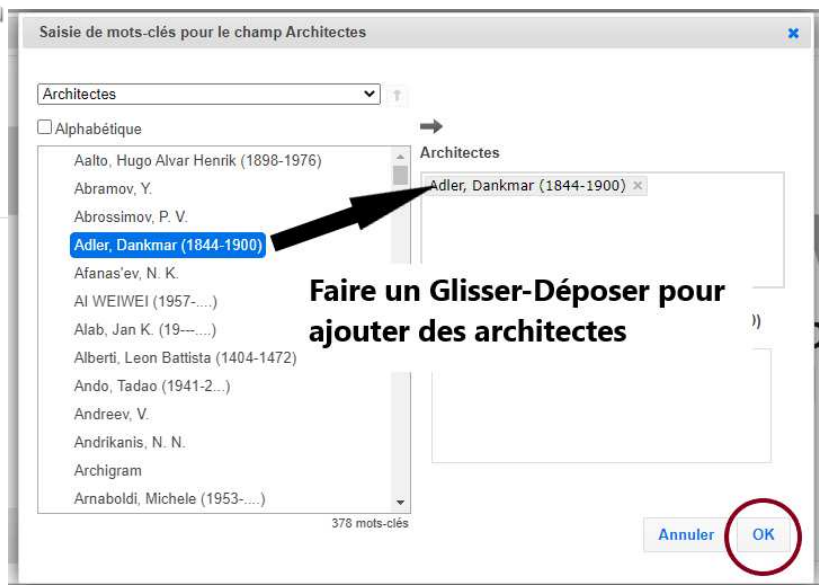 Saisie de mots-clés pour le champ Architectes
Architectes
Alphabétique
Aalto, Hugo Alvar Henrik (1898-1976)
Abramov, Y.
Abrossimov, P. V.
Adler, Dankmar (1844-1900)
Afanas'ev, N. K.
AI WEIWEI (1957-....)
Alab, Jan K. (19---....)
Alberti, Leon Battista (1404-1472)
Ando, Tadao (1941-2...)
Andreev, V.
Andrikanis, N. N.
Archigram
Arnaboldi, Michele (1953-....)
378 mots-clés
Architectes
Adler, Dankmar (1844-1900) ×
Faire un Glisser-Déposer pour
ajouter des architectes
Annuler
OK